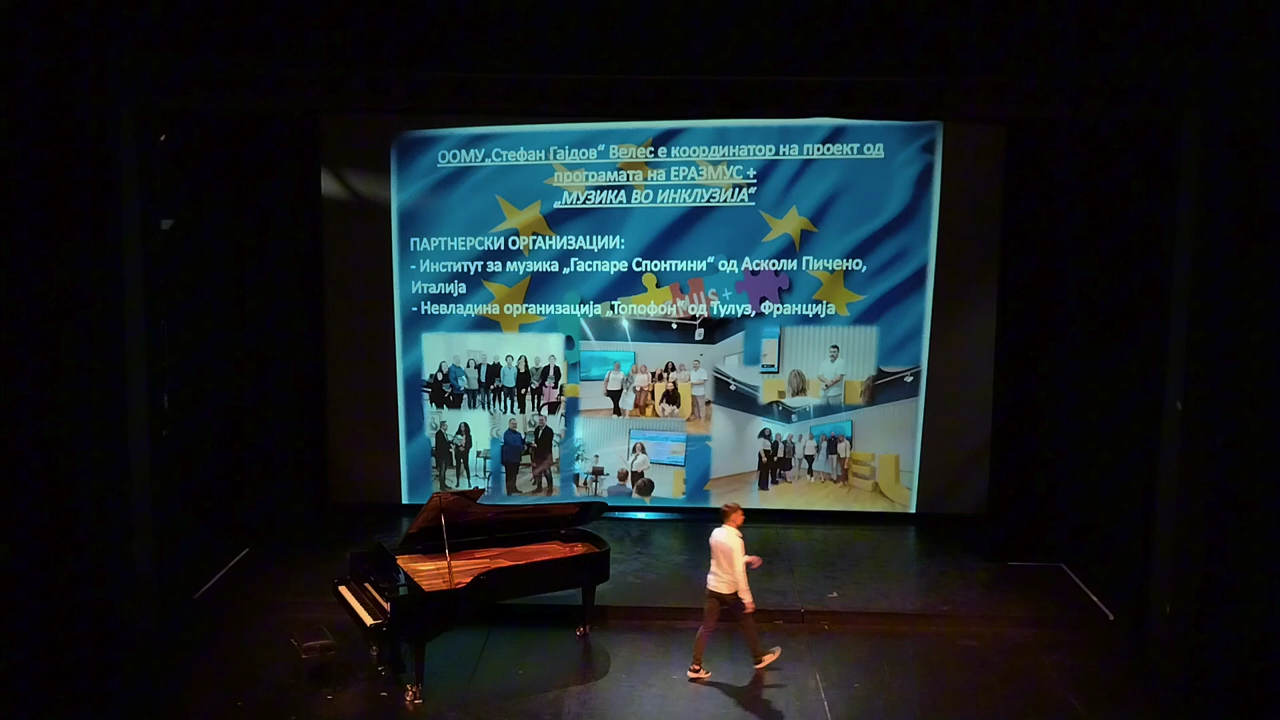 ООМУ„Стефан Гајдов“ Велес е координатор на проект од
програмата на ЕРАЗМУС +
„МУЗИКА ВО ИНКЛУЗИЈА“
ПАРТНЕРСКИ ОРГАНИЗАЦИИ:
- Институт за музика „Гаспаре Спонтини“ од Асколи Пичено,
Италија
- Невладина организација „Топофон“ од Тулуз, Франција